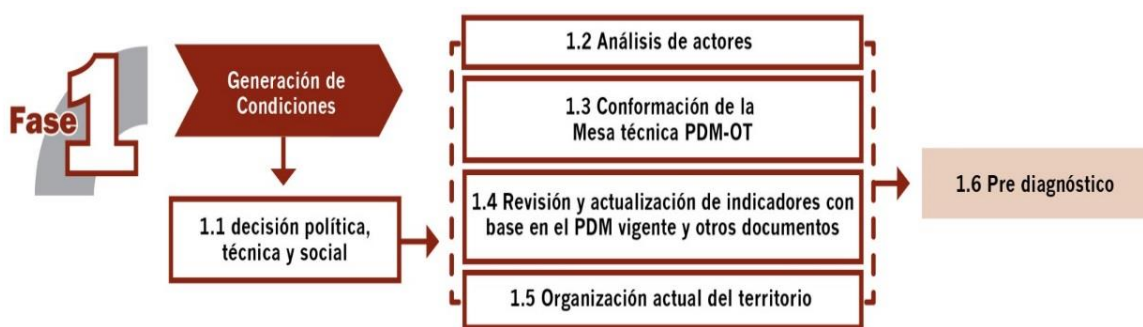 Fase 1
Generación de
Condiciones
1.1 decisión política,
técnica y social
1.2 Análisis de actores
1.3 Conformación de la
Mesa técnica PDM-OT
1.4 Revisión y actualización de indicadores con
base en el PDM vigente y otros documentos
1.5 Organización actual del territorio
1.6 Pre diagnóstico